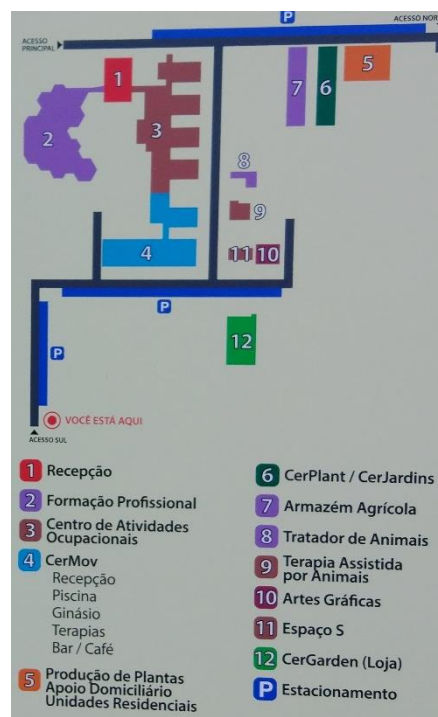 P
ACESSO NOR
ACESSO
PRINCIPAL
1
2
3
4
5
6
7
8
9
11 10
P
12
P
VOCÊ ESTÁ AQUI
ACESSO SUL
1 Recepção
2 Formação Profissional
3 Centro de Atividades
Ocupacionais
4 CerMov
Recepção
Piscina
Ginásio
Terapias
Bar / Café
5 Produção de Plantas
Apoio Domiciliário
Unidades Residenciais
6 CerPlant / CerJardins
7 Armazém Agrícola
8 Tratador de Animais
9 Terapia Assistida
por Animais
10 Artes Gráficas
11 Espaço S
12 CerGarden (Loja)
P Estacionamento